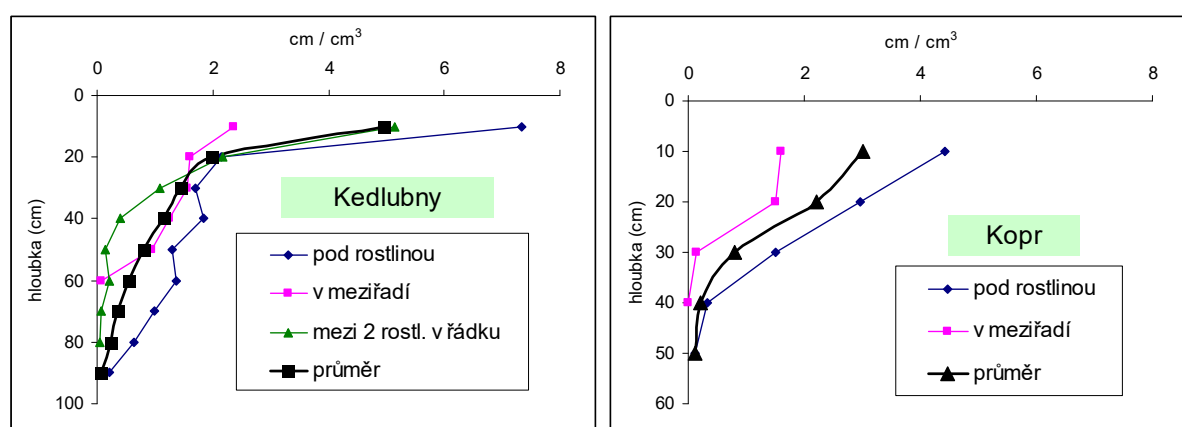 cm / cm³
0 2 4 6 8
0
20
40
60
80
100
hloubka (cm)
Kedlubny
pod rostlinou
v meziřadí
mezi 2 rostl. v řádku
průměr
cm / cm³
0 2 4 6 8
0
10
20
30
40
50
60
hloubka (cm)
Kopr
pod rostlinou
v meziřadí
průměr